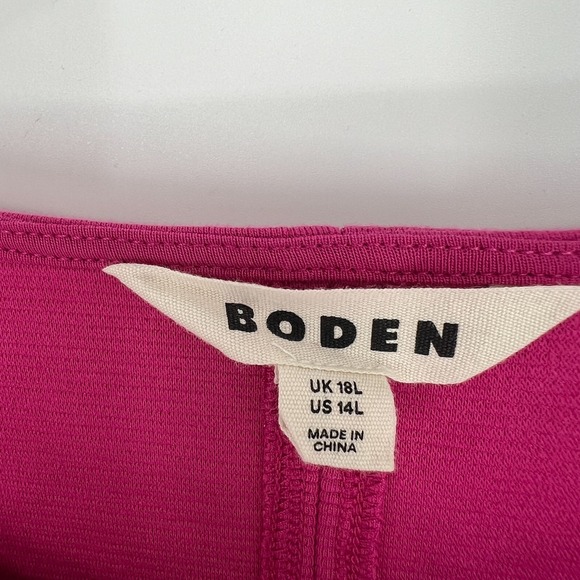 BODEN
UK 18L
US 14L
MADE IN
CHINA